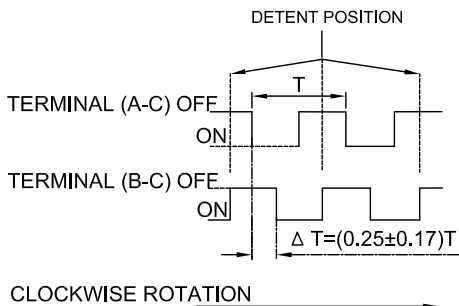 DETENT POSITION
T
TERMINAL (A-C) OFF
ON
TERMINAL (B-C) OFF
ON
Δ T=(0.25±0.17)T
CLOCKWISE ROTATION